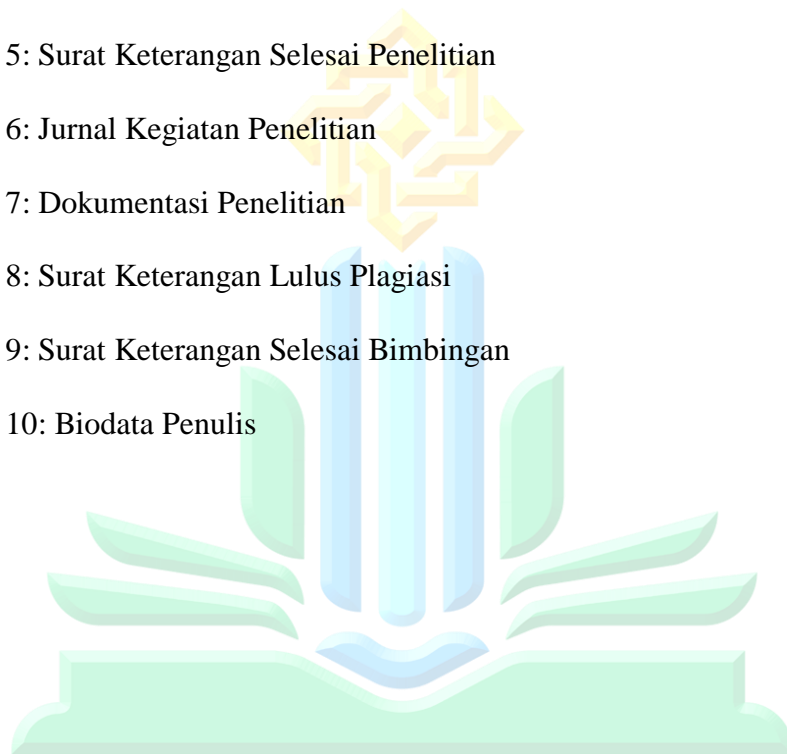 5: Surat Keterangan Selesai Penelitian
6: Jurnal Kegiatan Penelitian
7: Dokumentasi Penelitian
8: Surat Keterangan Lulus Plagiasi
9: Surat Keterangan Selesai Bimbingan
10: Biodata Penulis